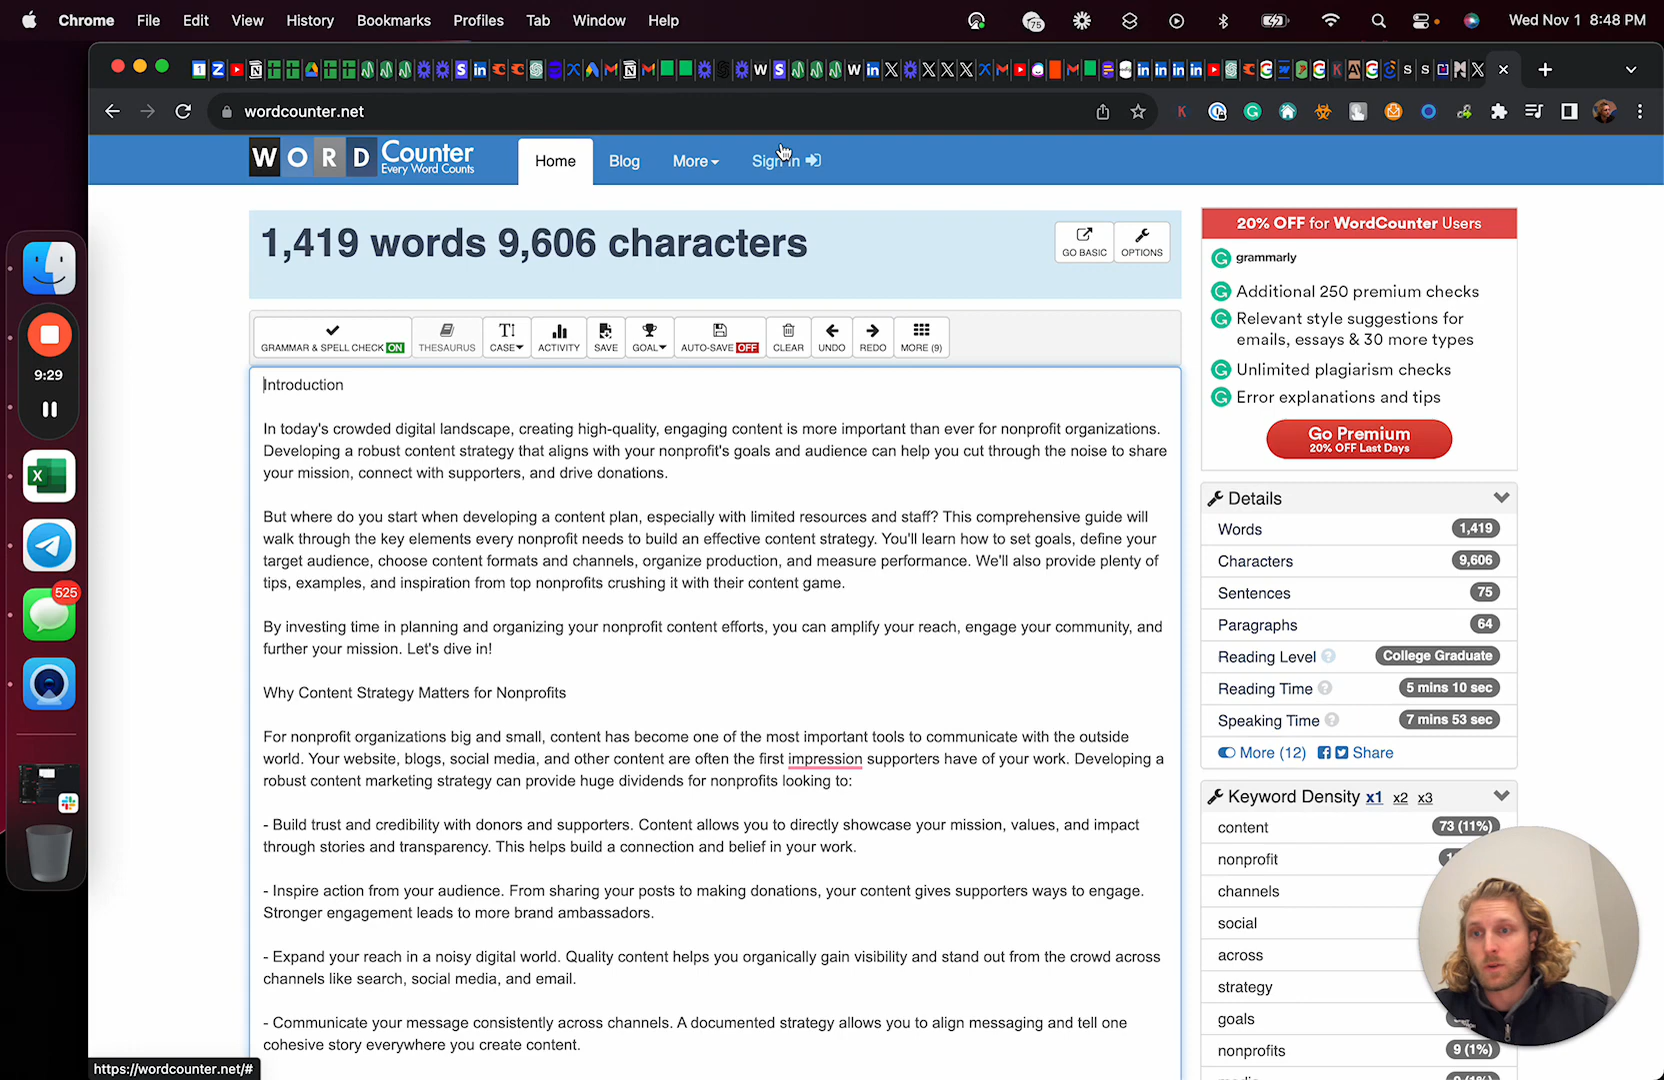 Chrome File Edit View History Bookmarks Profiles Tab Window Help
75
Wed Nov 1 8:48 PM
wordcounter.net
WORD Counter
Every Word Counts
Home Blog More Sign in
1,419 words 9,606 characters
GO BASIC OPTIONS
GRAMMAR & SPELL CHECK ON THESAURUS CASE ACTIVITY SAVE GOAL AUTO-SAVE OFF CLEAR UNDO REDO MORE (9)
Introduction
In today's crowded digital landscape, creating high-quality, engaging content is more important than ever for nonprofit organizations.
Developing a robust content strategy that aligns with your nonprofit's goals and audience can help you cut through the noise to share
your mission, connect with supporters, and drive donations.
But where do you start when developing a content plan, especially with limited resources and staff? This comprehensive guide will
walk through the key elements every nonprofit needs to build an effective content strategy. You'll learn how to set goals, define your
target audience, choose content formats and channels, organize production, and measure performance. We'll also provide plenty of
tips, examples, and inspiration from top nonprofits crushing it with their content game.
By investing time in planning and organizing your nonprofit content efforts, you can amplify your reach, engage your community, and
further your mission. Let's dive in!
Why Content Strategy Matters for Nonprofits
For nonprofit organizations big and small, content has become one of the most important tools to communicate with the outside
world. Your website, blogs, social media, and other content are often the first impression supporters have of your work. Developing a
robust content marketing strategy can provide huge dividends for nonprofits looking to:
- Build trust and credibility with donors and supporters. Content allows you to directly showcase your mission, values, and impact
through stories and transparency. This helps build a connection and belief in your work.
- Inspire action from your audience. From sharing your posts to making donations, your content gives supporters ways to engage.
Stronger engagement leads to more brand ambassadors.
- Expand your reach in a noisy digital world. Quality content helps you organically gain visibility and stand out from the crowd across
channels like search, social media, and email.
- Communicate your message consistently across channels. A documented strategy allows you to align messaging and tell one
cohesive story everywhere you create content.
20% OFF for WordCounter Users
grammarly
Additional 250 premium checks
Relevant style suggestions for
emails, essays & 30 more types
Unlimited plagiarism checks
Error explanations and tips
Go Premium
20% OFF Last Days
Details
Words 1,419
Characters 9,606
Sentences 75
Paragraphs 64
Reading Level College Graduate
Reading Time 5 mins 10 sec
Speaking Time 7 mins 53 sec
More (12) Share
Keyword Density x1 x2 x3
content 73 (11%)
nonprofit
channels
social
across
strategy
goals
nonprofits 9 (1%)
9:29
525
https://wordcounter.net/#